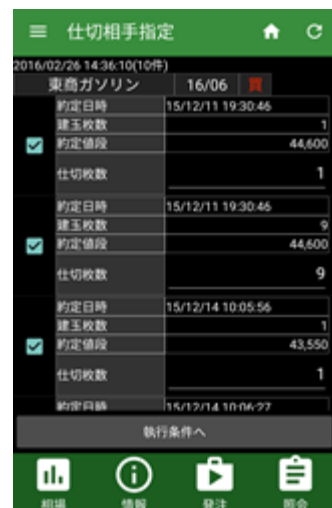 仕切相手指定
2016/02/26 14:36:10(10件)
東商ガソリン 16/06 買
約定日時 15/12/11 19:30:46
建玉枚数 1
約定値段 44,600
仕切枚数 1
約定日時 15/12/11 19:30:46
建玉枚数 9
約定値段 44,600
仕切枚数 9
約定日時 15/12/14 10:05:56
建玉枚数 1
約定値段 43,550
仕切枚数 1
約定日時 15/12/14 10:06:27
執行条件へ
相場 情報 発注 照会